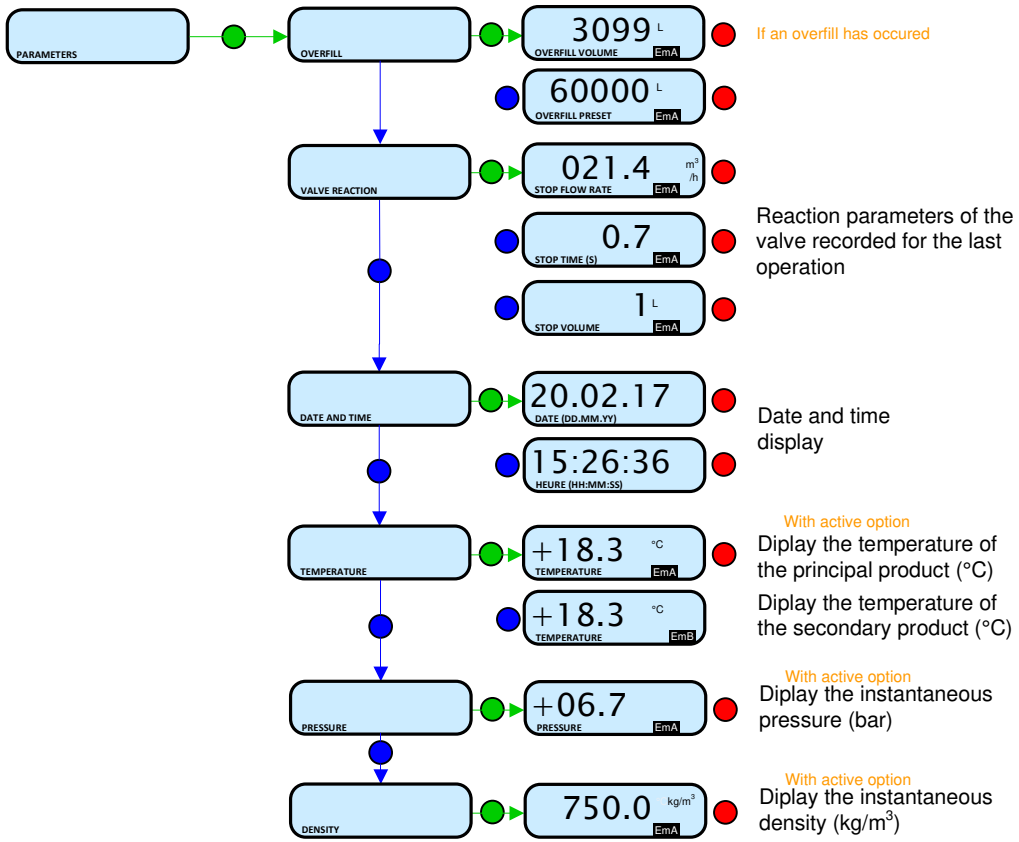 PARAMETERS
OVERFILL
3099 L
OVERFILL VOLUME EmA
If an overfill has occured
60000 L
OVERFILL PRESET EmA
VALVE REACTION
021.4 m³
/h
STOP FLOW RATE EmA
0.7
STOP TIME (S) EmA
1 L
STOP VOLUME EmA
Reaction parameters of the
valve recorded for the last
operation
DATE AND TIME
20.02.17
DATE (DD.MM.YY)
15:26:36
HEURE (HH:MM:SS)
Date and time
display
TEMPERATURE
+18.3 °C
TEMPERATURE EmA
With active option
Diplay the temperature of
the principal product (°C)
+18.3 °C
TEMPERATURE EmB
Diplay the temperature of
the secondary product (°C)
PRESSURE
+06.7
PRESSURE EmA
With active option
Diplay the instantaneous
pressure (bar)
DENSITY
750.0 kg/m³
EmA
With active option
Diplay the instantaneous
density (kg/m³)